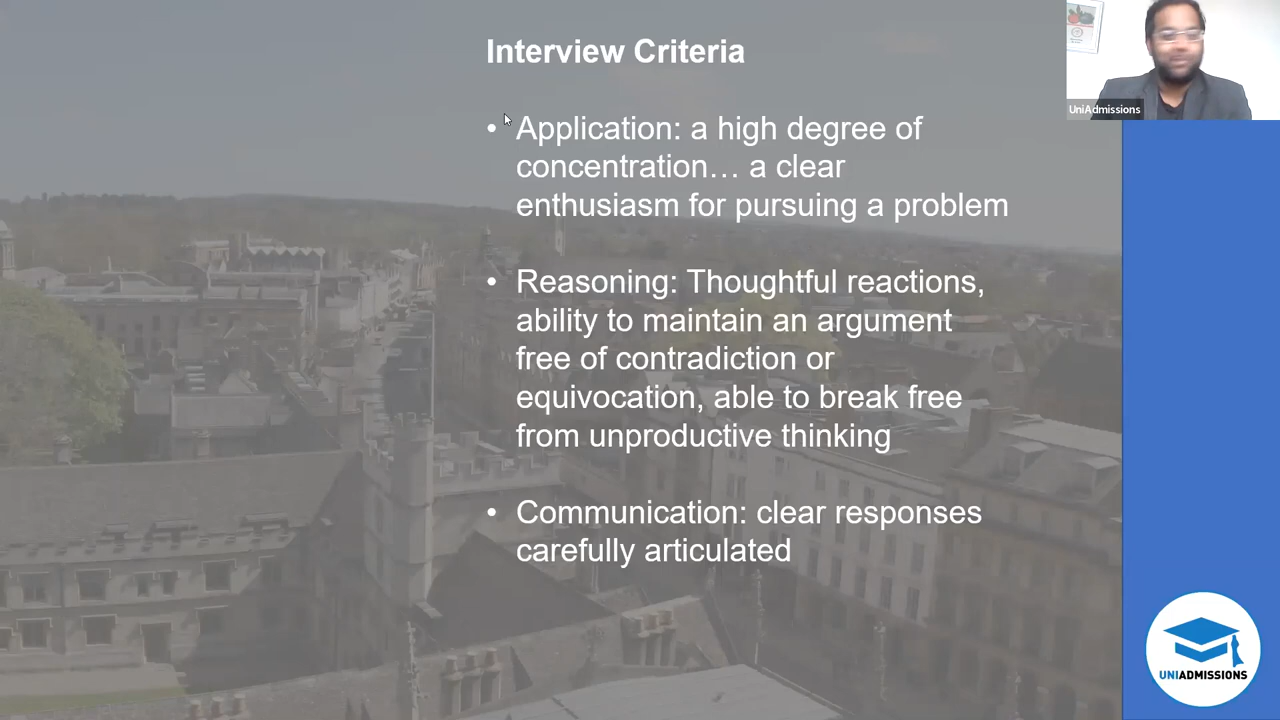 Interview Criteria
• Application: a high degree of
concentration… a clear
enthusiasm for pursuing a problem
• Reasoning: Thoughtful reactions,
ability to maintain an argument
free of contradiction or
equivocation, able to break free
from unproductive thinking
• Communication: clear responses
carefully articulated
UniAdmissions
UNIADMISSIONS